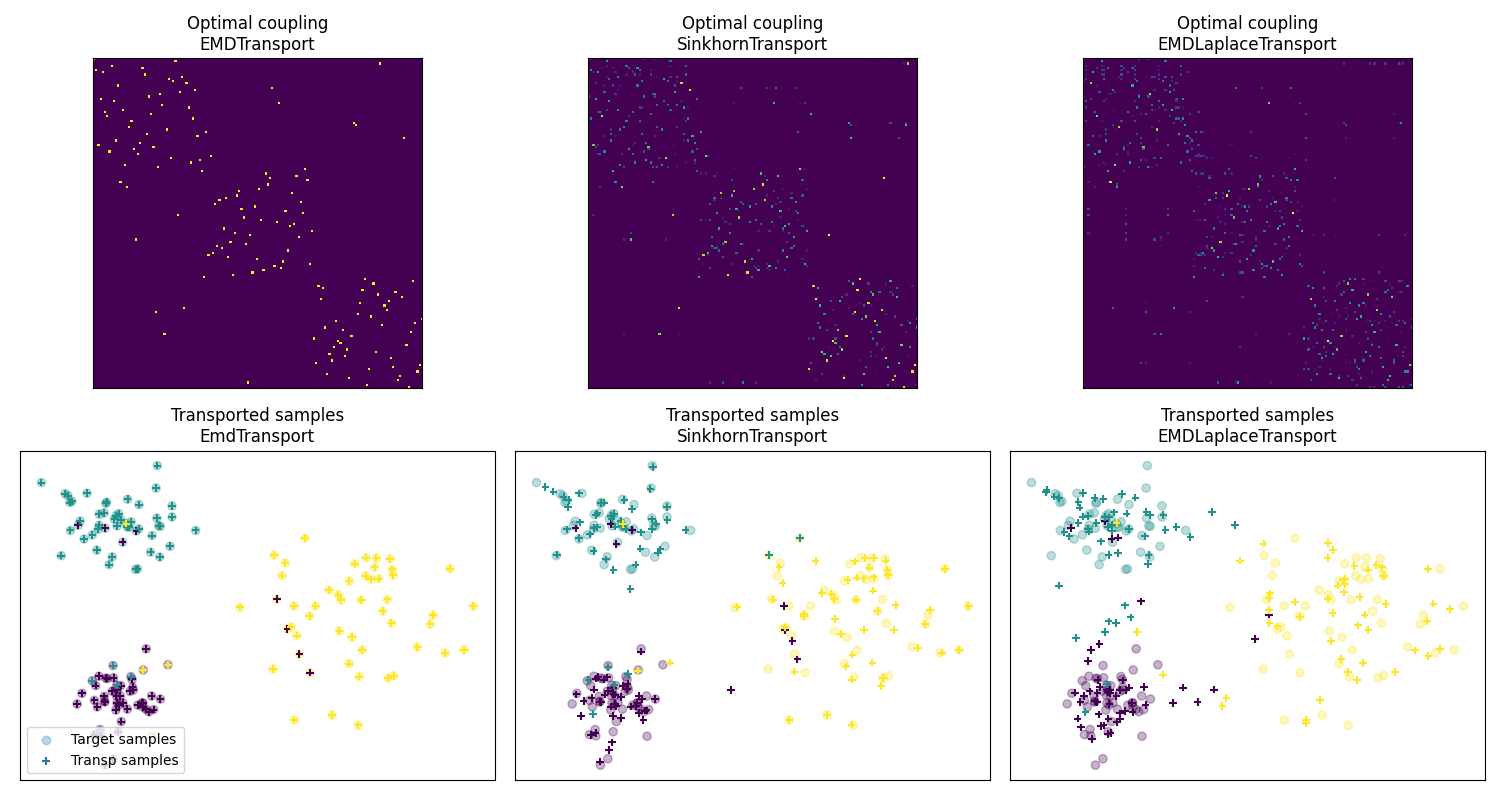 Optimal coupling
EMDTransport
Optimal coupling
SinkhornTransport
Optimal coupling
EMDLaplaceTransport
Transported samples
EmdTransport
Transported samples
SinkhornTransport
Transported samples
EMDLaplaceTransport
Target samples
Transp samples